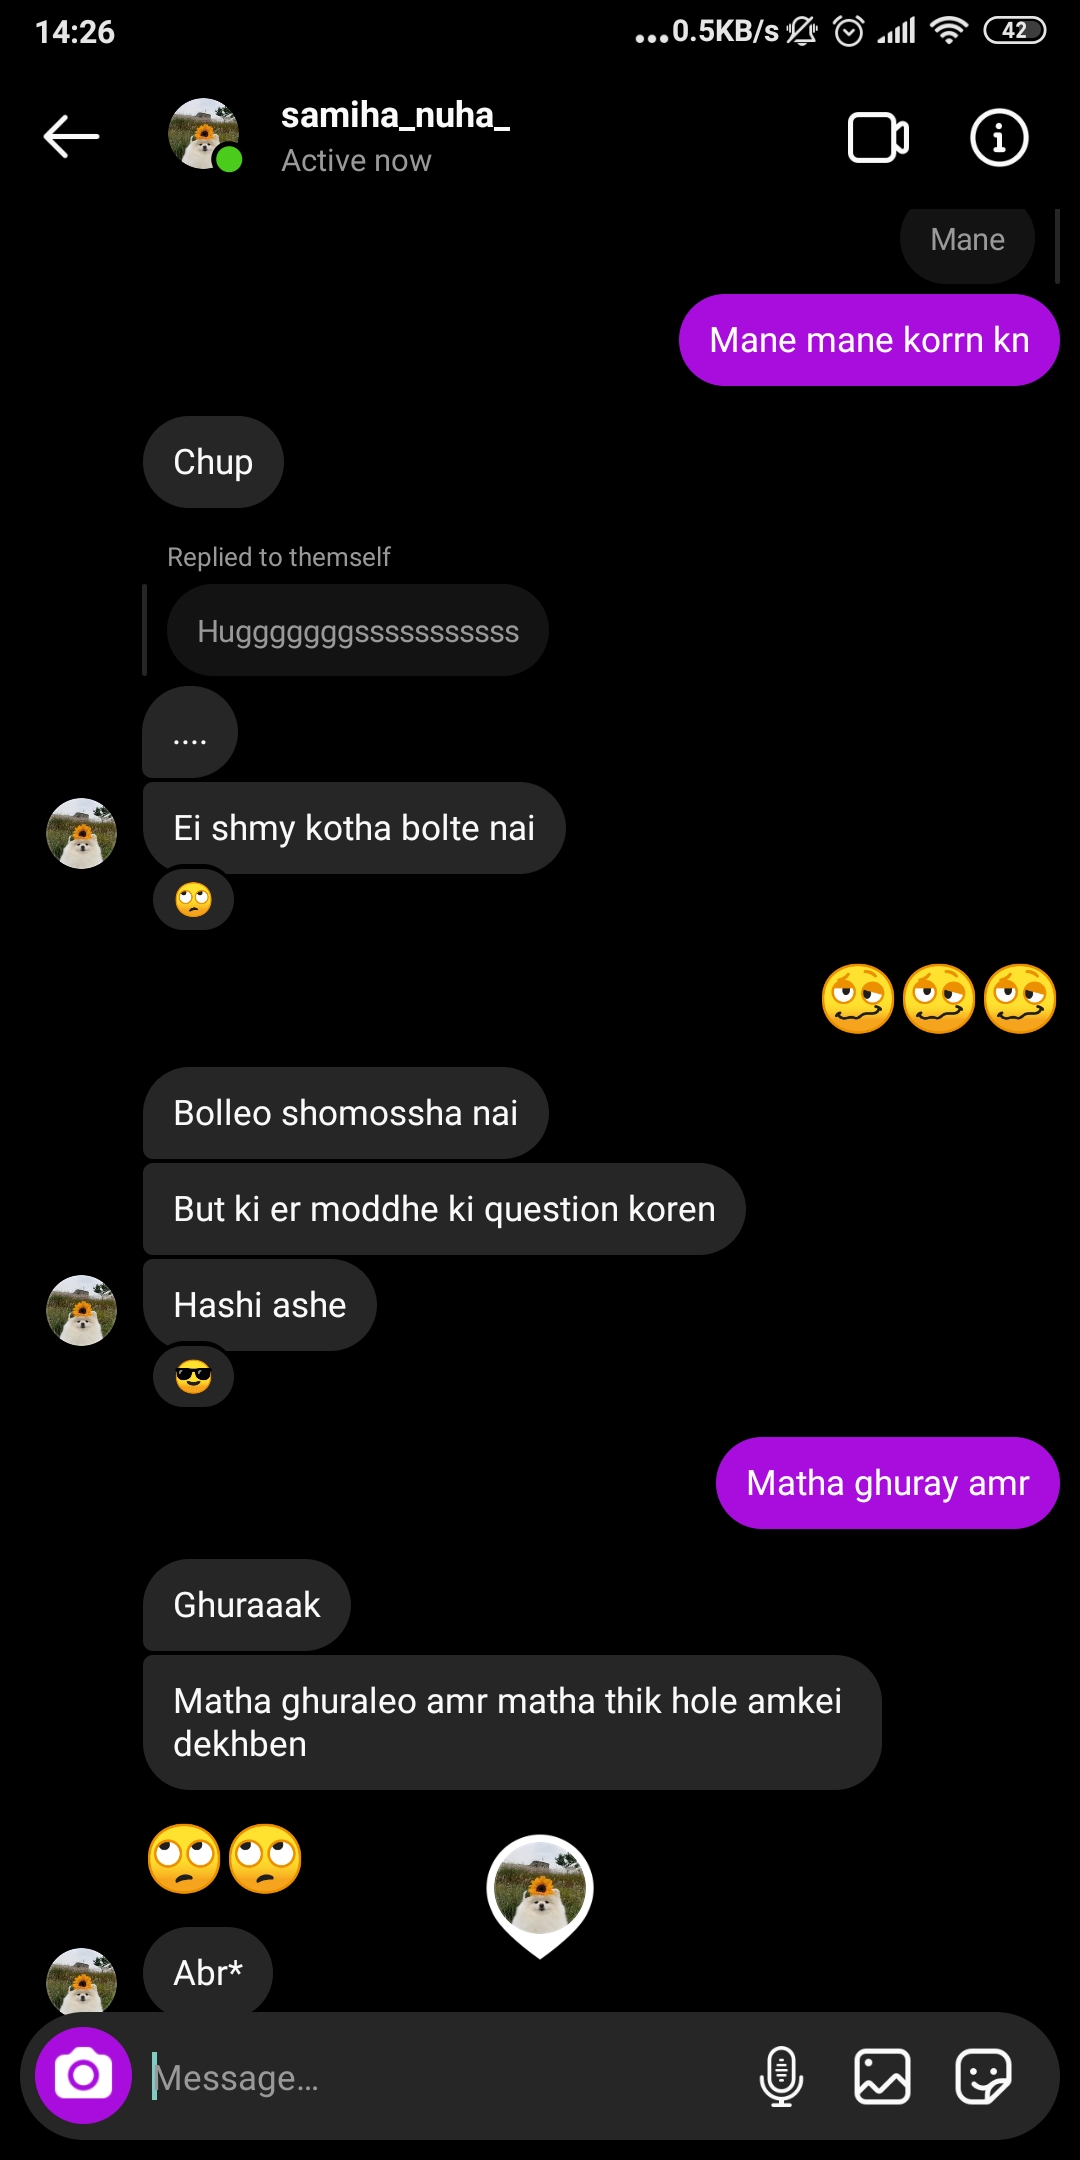 14:26
...0.5KB/s
42
samiha_nuha_
Active now
Mane
Mane mane korrn kn
Chup
Replied to themself
Hugggggggsssssssssss
....
Ei shmy kotha bolte nai
Bolleo shomossha nai
But ki er moddhe ki question koren
Hashi ashe
Matha ghuray amr
Ghuraaak
Matha ghuraleo amr matha thik hole amkei
dekhben
Abr*
Message...